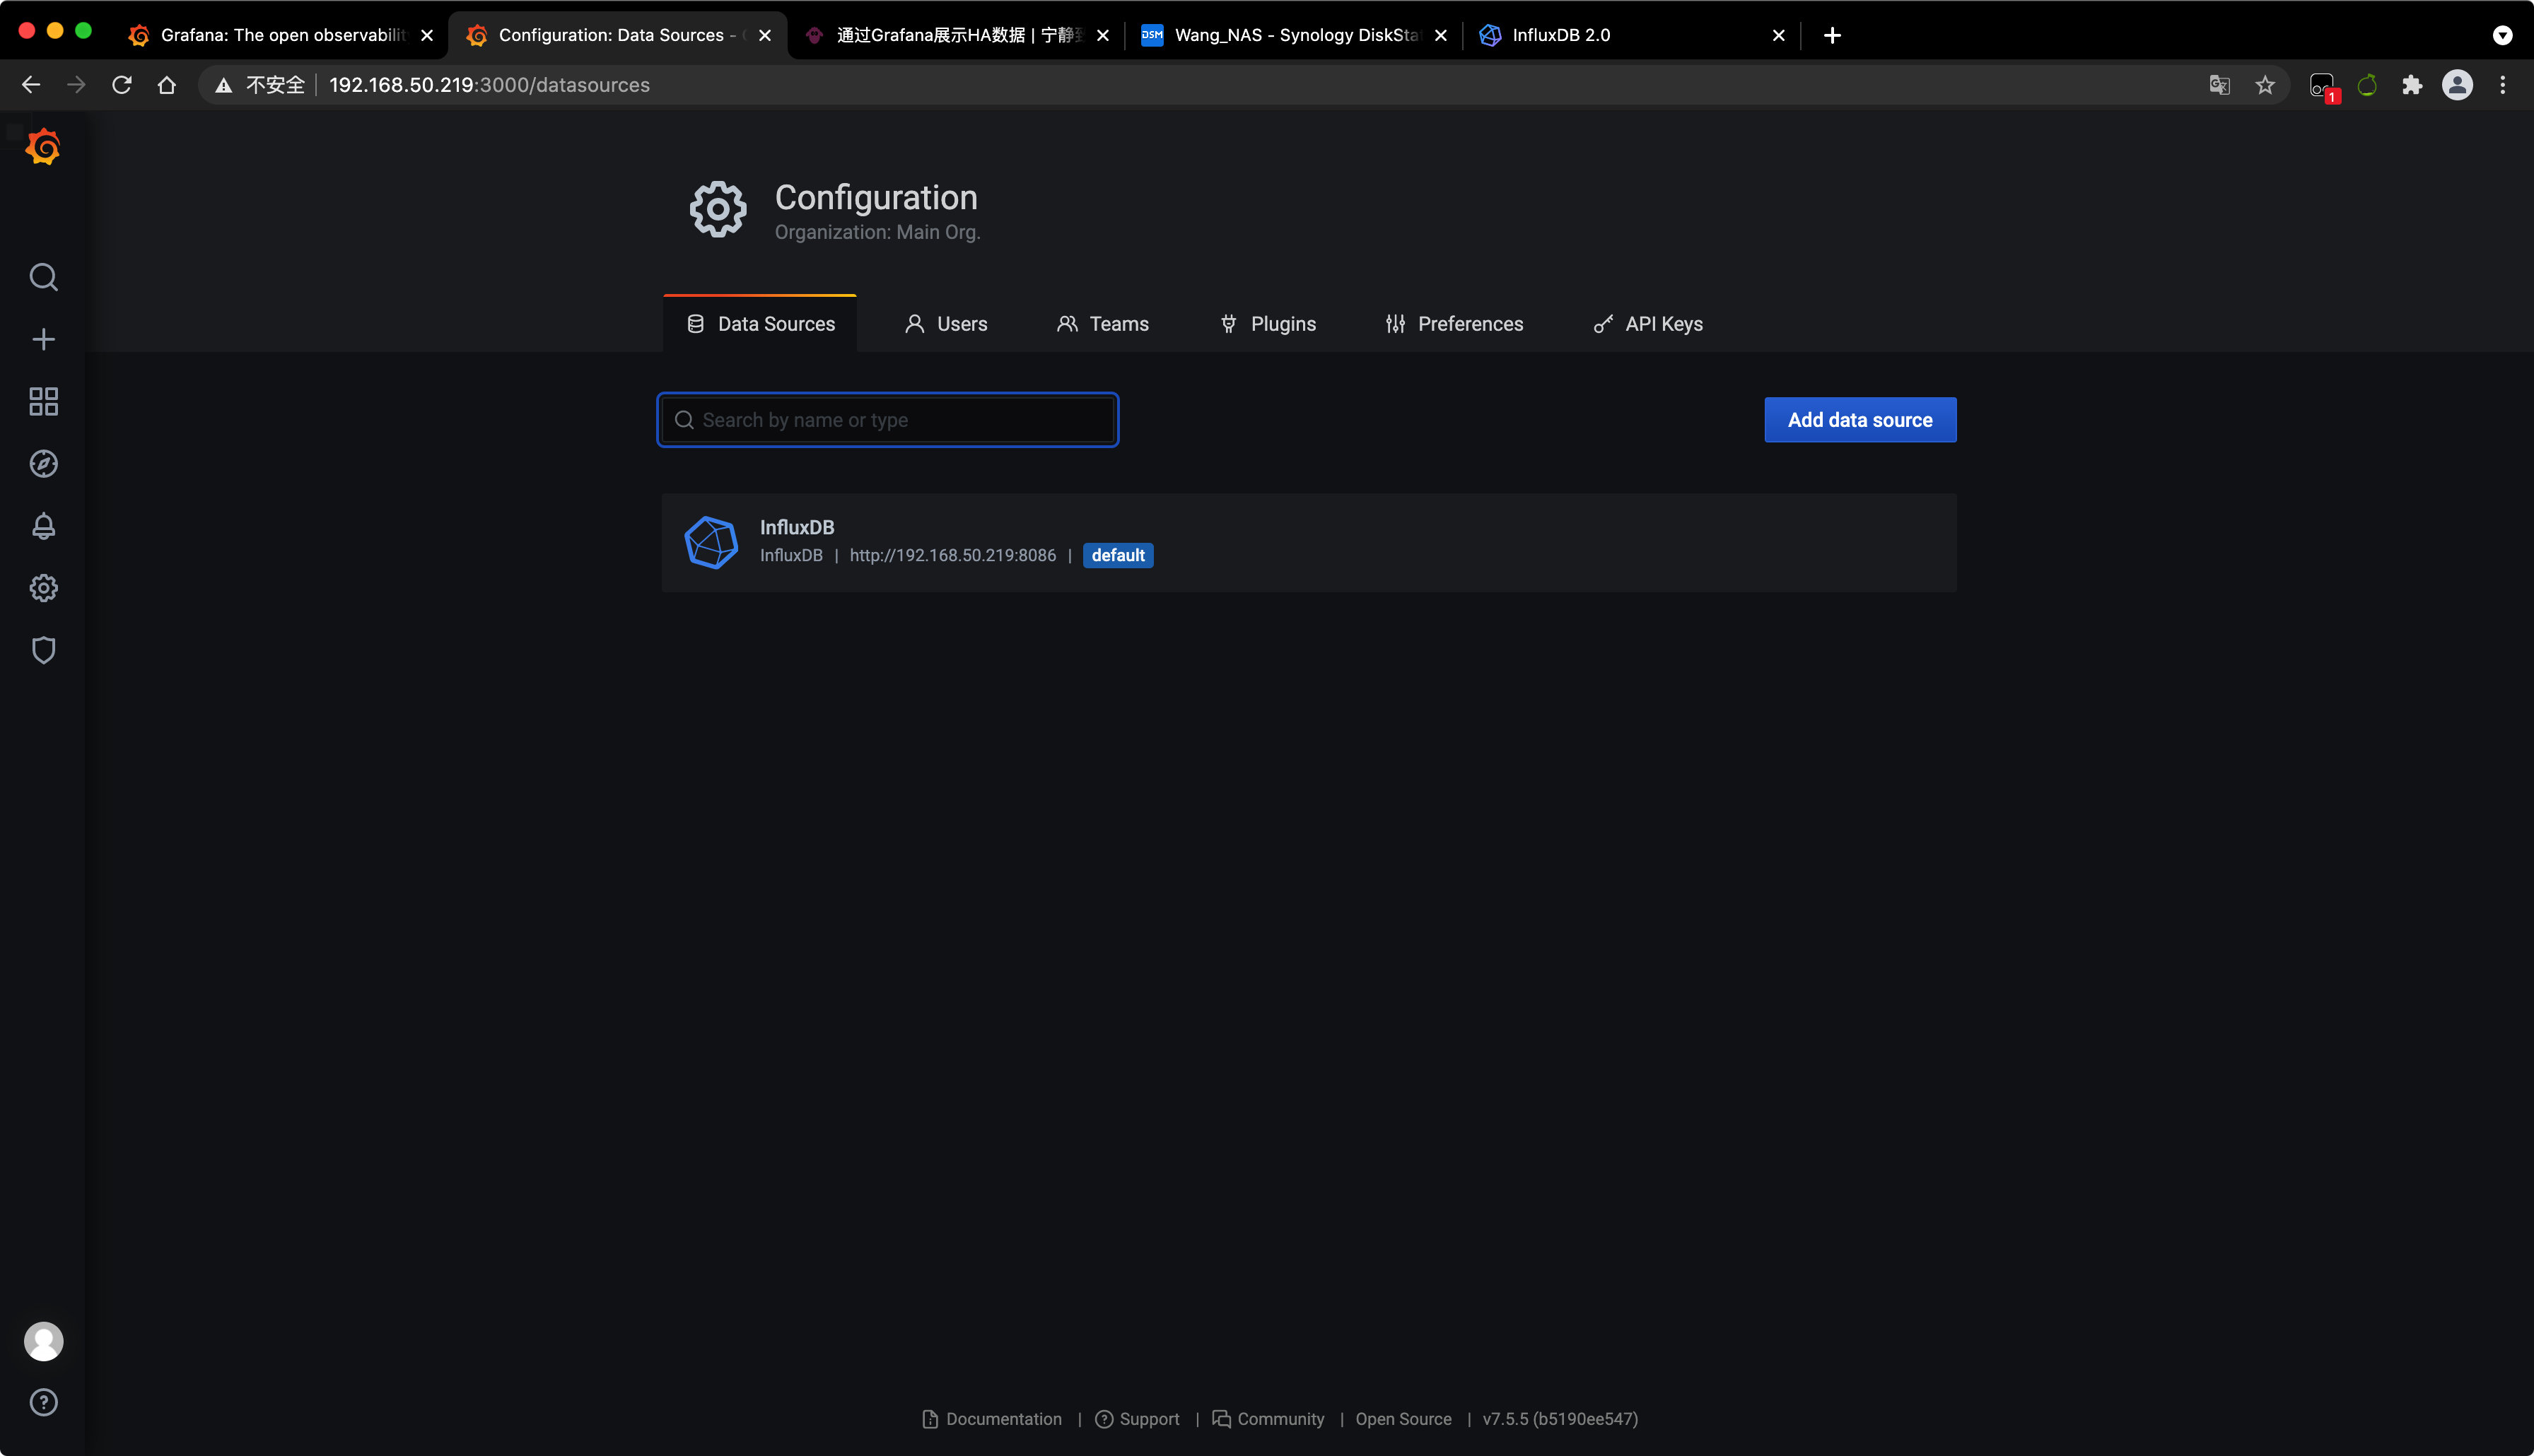 Grafana: The open observabilit
Configuration: Data Sources -
通过Grafana展示HA数据 | 宁静致
DSM
Wang_NAS - Synology DiskStat
InfluxDB 2.0
不安全
192.168.50.219:3000/datasources
1
Configuration
Organization: Main Org.
Data Sources
Users
Teams
Plugins
Preferences
API Keys
Search by name or type
Add data source
InfluxDB
InfluxDB | http://192.168.50.219:8086 | default
Documentation | Support | Community | Open Source | v7.5.5 (b5190ee547)